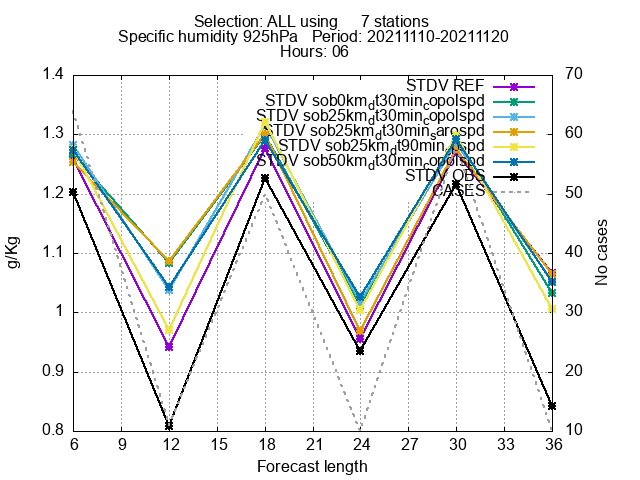 Selection: ALL using 7 stations
Specific humidity 925hPa Period: 20211110-20211120
Hours: 06
1.4
1.3
1.2
1.1
1
0.9
0.8
g/Kg
70
60
50
40
30
20
10
No cases
STDV REF
STDV sob0km_dt30min_copolspd
STDV sob25km_dt30min_copolspd
STDV sob25km_dt30min_sarospd
STDV OBS
CASES
STDV sob50km_dt30min_copolspd
6 9 12 15 18 21 24 27 30 33 36
Forecast length